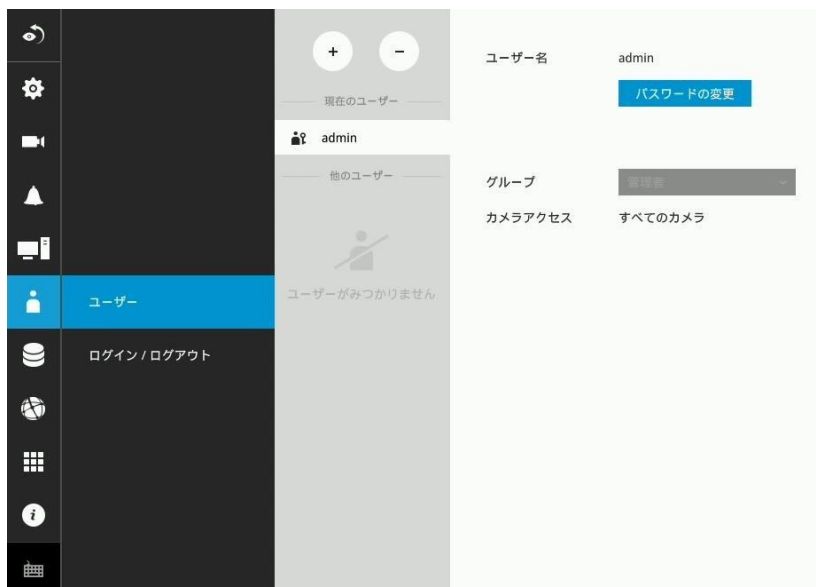 +
−
現在のユーザー
admin
他のユーザー
ユーザーがみつかりません
ユーザー
ログイン / ログアウト
ユーザー名
admin
パスワードの変更
グループ
管理者
カメラアクセス
すべてのカメラ